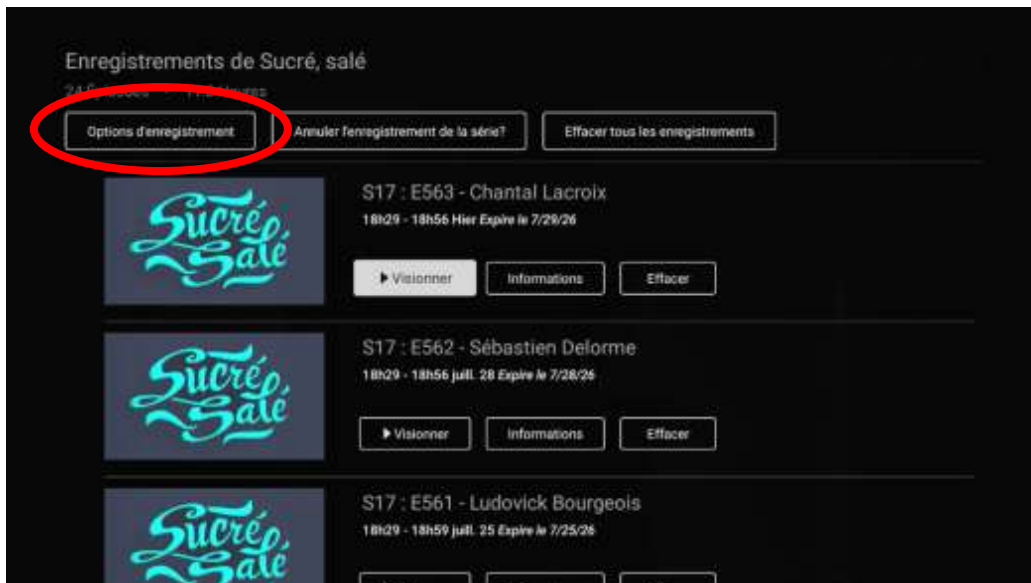 Enregistrements de Sucré, salé
Options d'enregistrement
Annuler l'enregistrement de la série?
Effacer tous les enregistrements
Sucré, salé
S17 : E563 - Chantal Lacroix
18h29 - 18h56 Hier Expire le 7/29/26
Visionner
Informations
Effacer
Sucré, salé
S17 : E562 - Sébastien Delorme
18h29 - 18h56 juill. 28 Expire le 7/28/26
Visionner
Informations
Effacer
Sucré, salé
S17 : E561 - Ludovick Bourgeois
18h29 - 18h59 juill. 25 Expire le 7/25/26